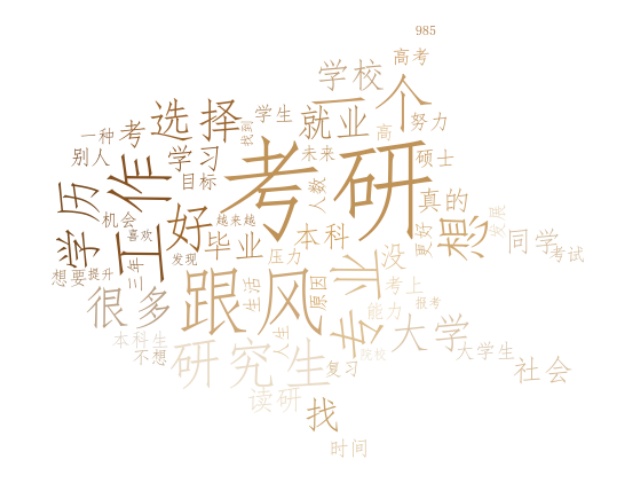 985
高考
学校
一个
选择
学生
就业
努力
一种
考
找到
高
别人
学习
未来
硕士
目标
考研
人数
真的
学历
工作
机会
喜欢
好
越来越
毕业
本科
没
更好
想
发展
同学
考试
想要
提升
三年
发现
压力
专业
考上
很多
跟风
生活
原因
能力
报考
大学
本科生
不想
研究生
人生
复习
院校
大学生
社会
读研
找
时间